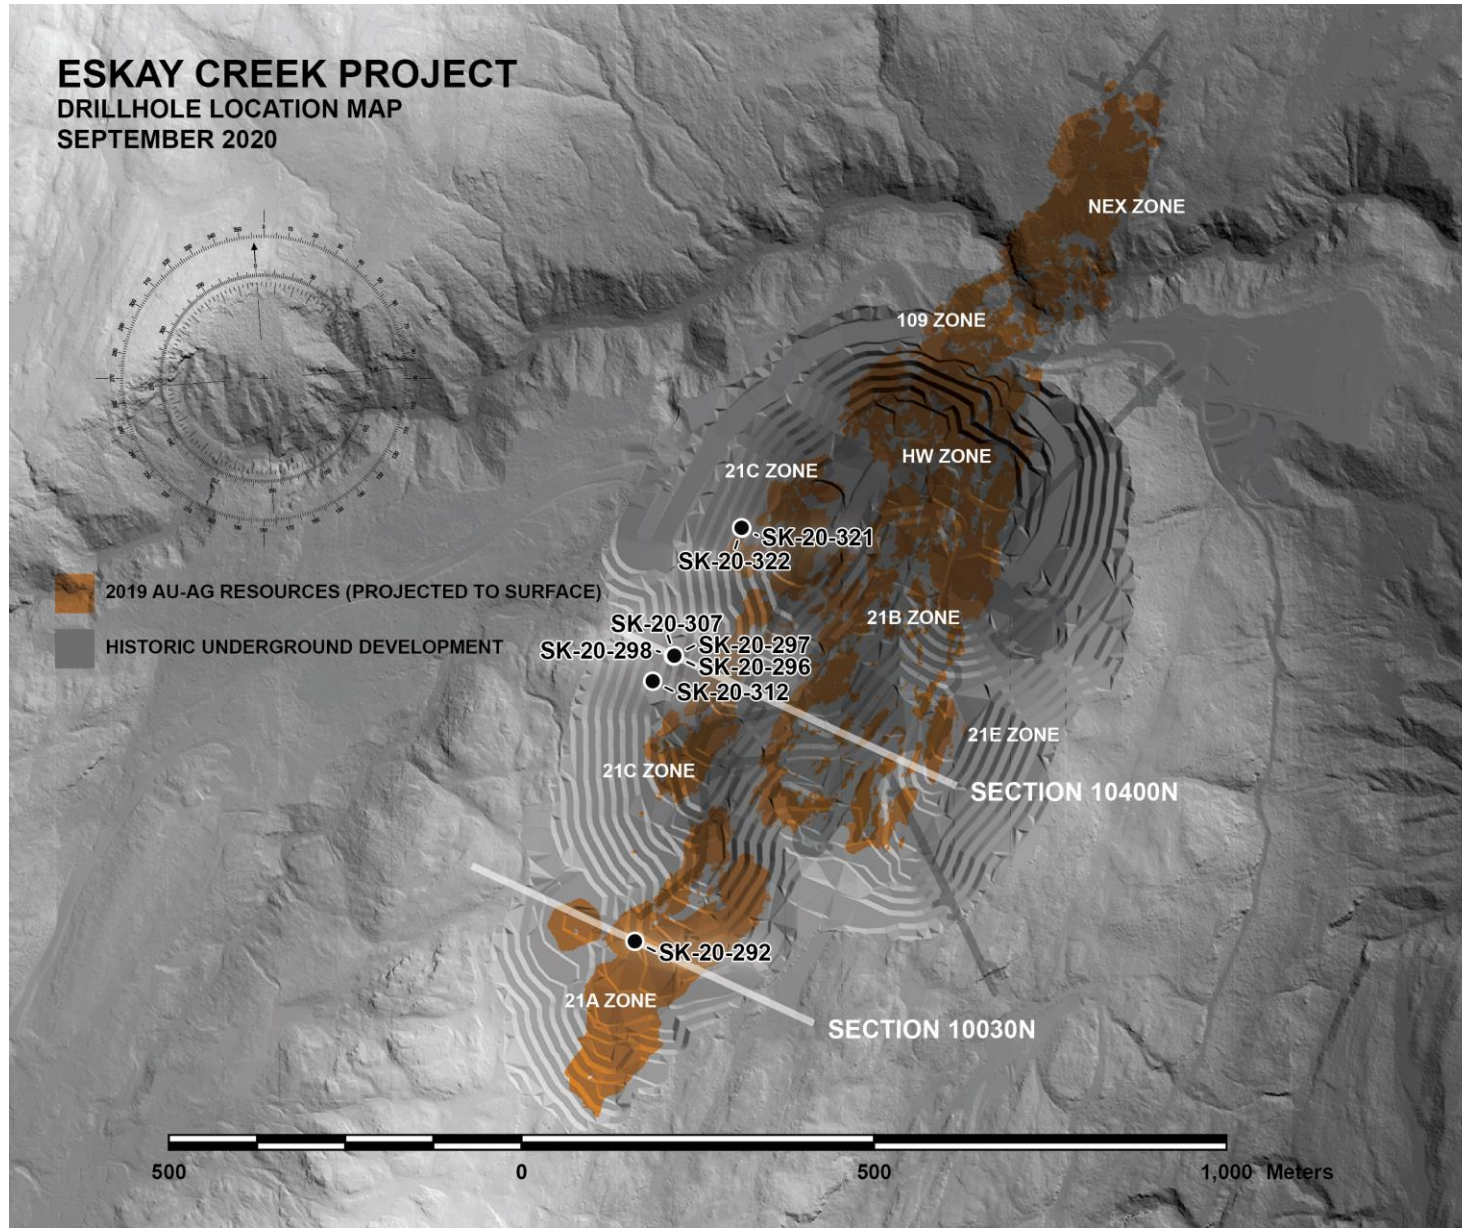 ESKAY CREEK PROJECT
DRILLHOLE LOCATION MAP
SEPTEMBER 2020
NEX ZONE
109 ZONE
HW ZONE
21C ZONE
SK-20-321
SK-20-322
2019 AU-AG RESOURCES (PROJECTED TO SURFACE)
21B ZONE
SK-20-307
HISTORIC UNDERGROUND DEVELOPMENT
SK-20-298
SK-20-297
SK-20-296
SK-20-312
21E ZONE
21C ZONE
SECTION 10400N
SK-20-292
21A ZONE
SECTION 10030N
500 0 500 1,000 Meters